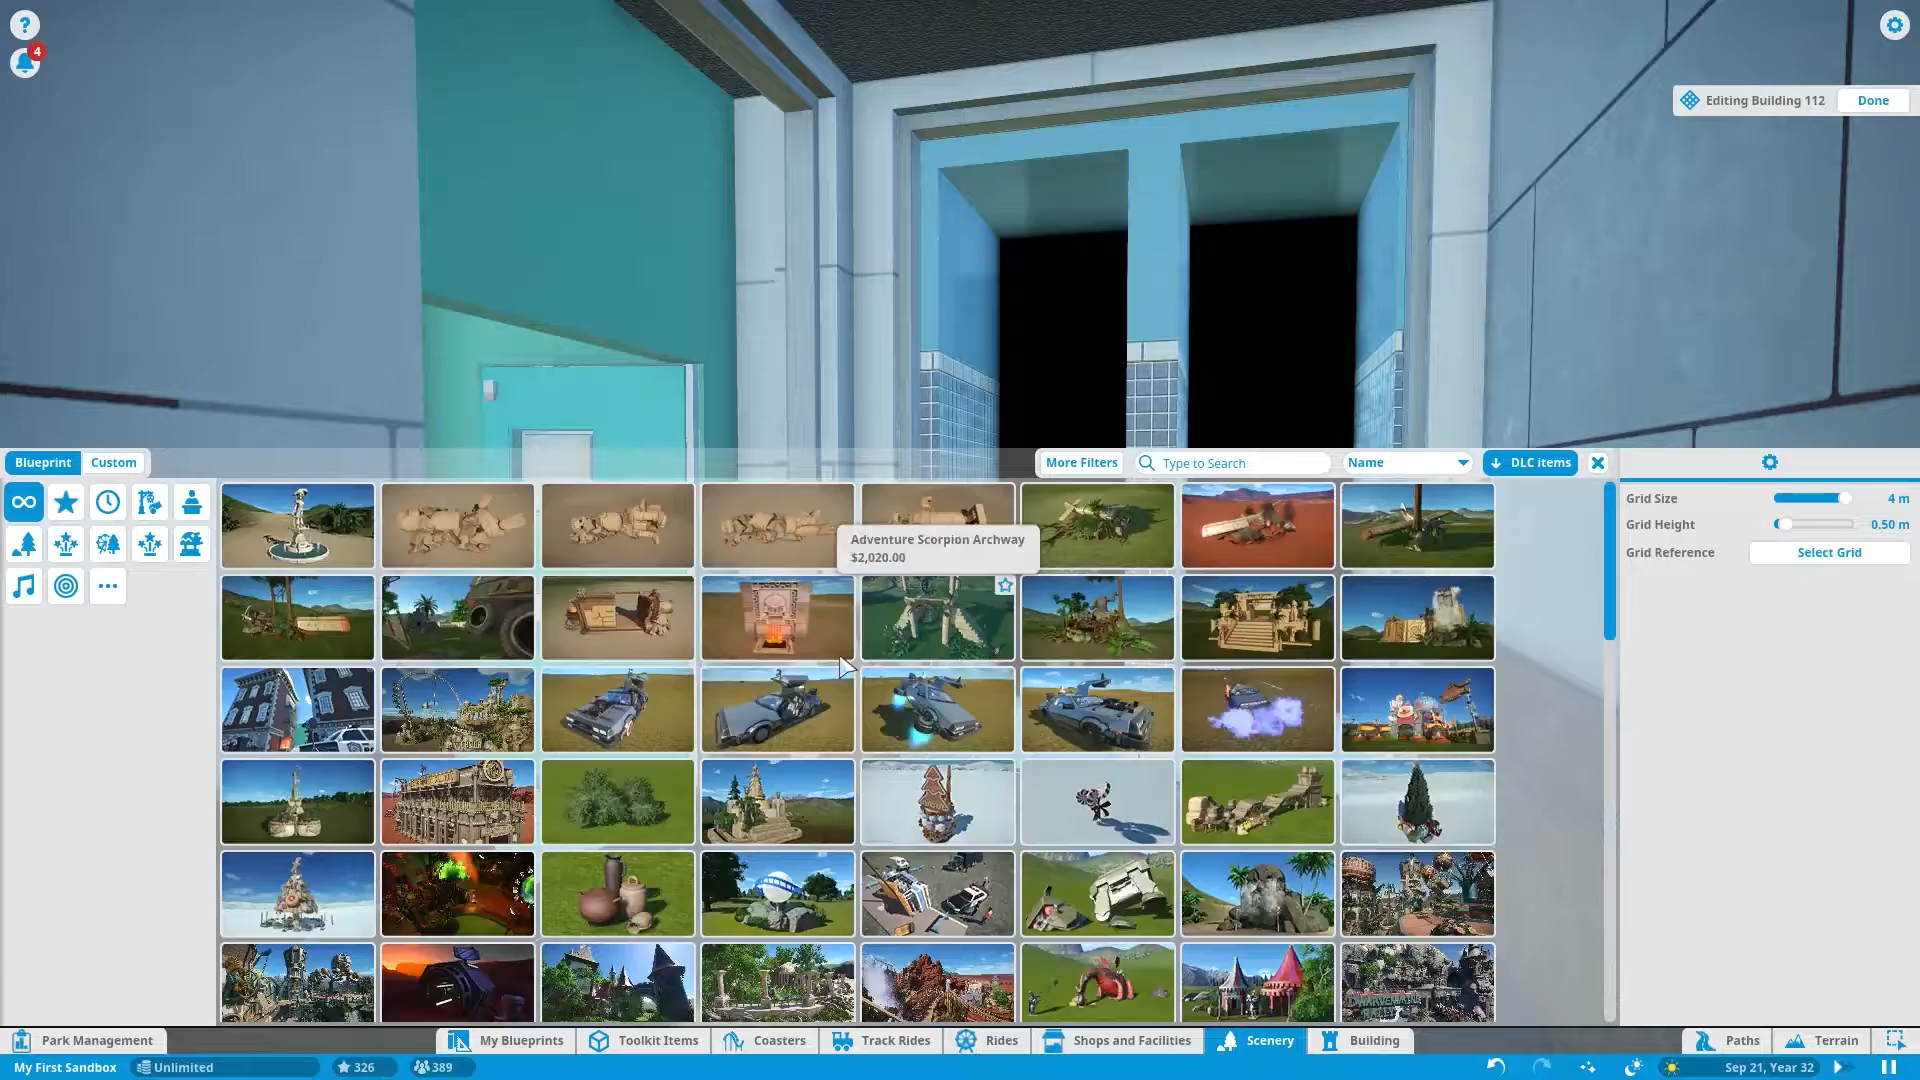 ?
4
Editing Building 112
Done
Blueprint
Custom
More Filters
Type to Search
Name
DLC items
Grid Size
4 m
Grid Height
0.50 m
Grid Reference
Select Grid
Adventure Scorpion Archway
$2,020.00
Park Management
My Blueprints
Toolkit Items
Coasters
Track Rides
Rides
Shops and Facilities
Scenery
Building
Paths
Terrain
My First Sandbox
Unlimited
326
389
Sep 21, Year 32